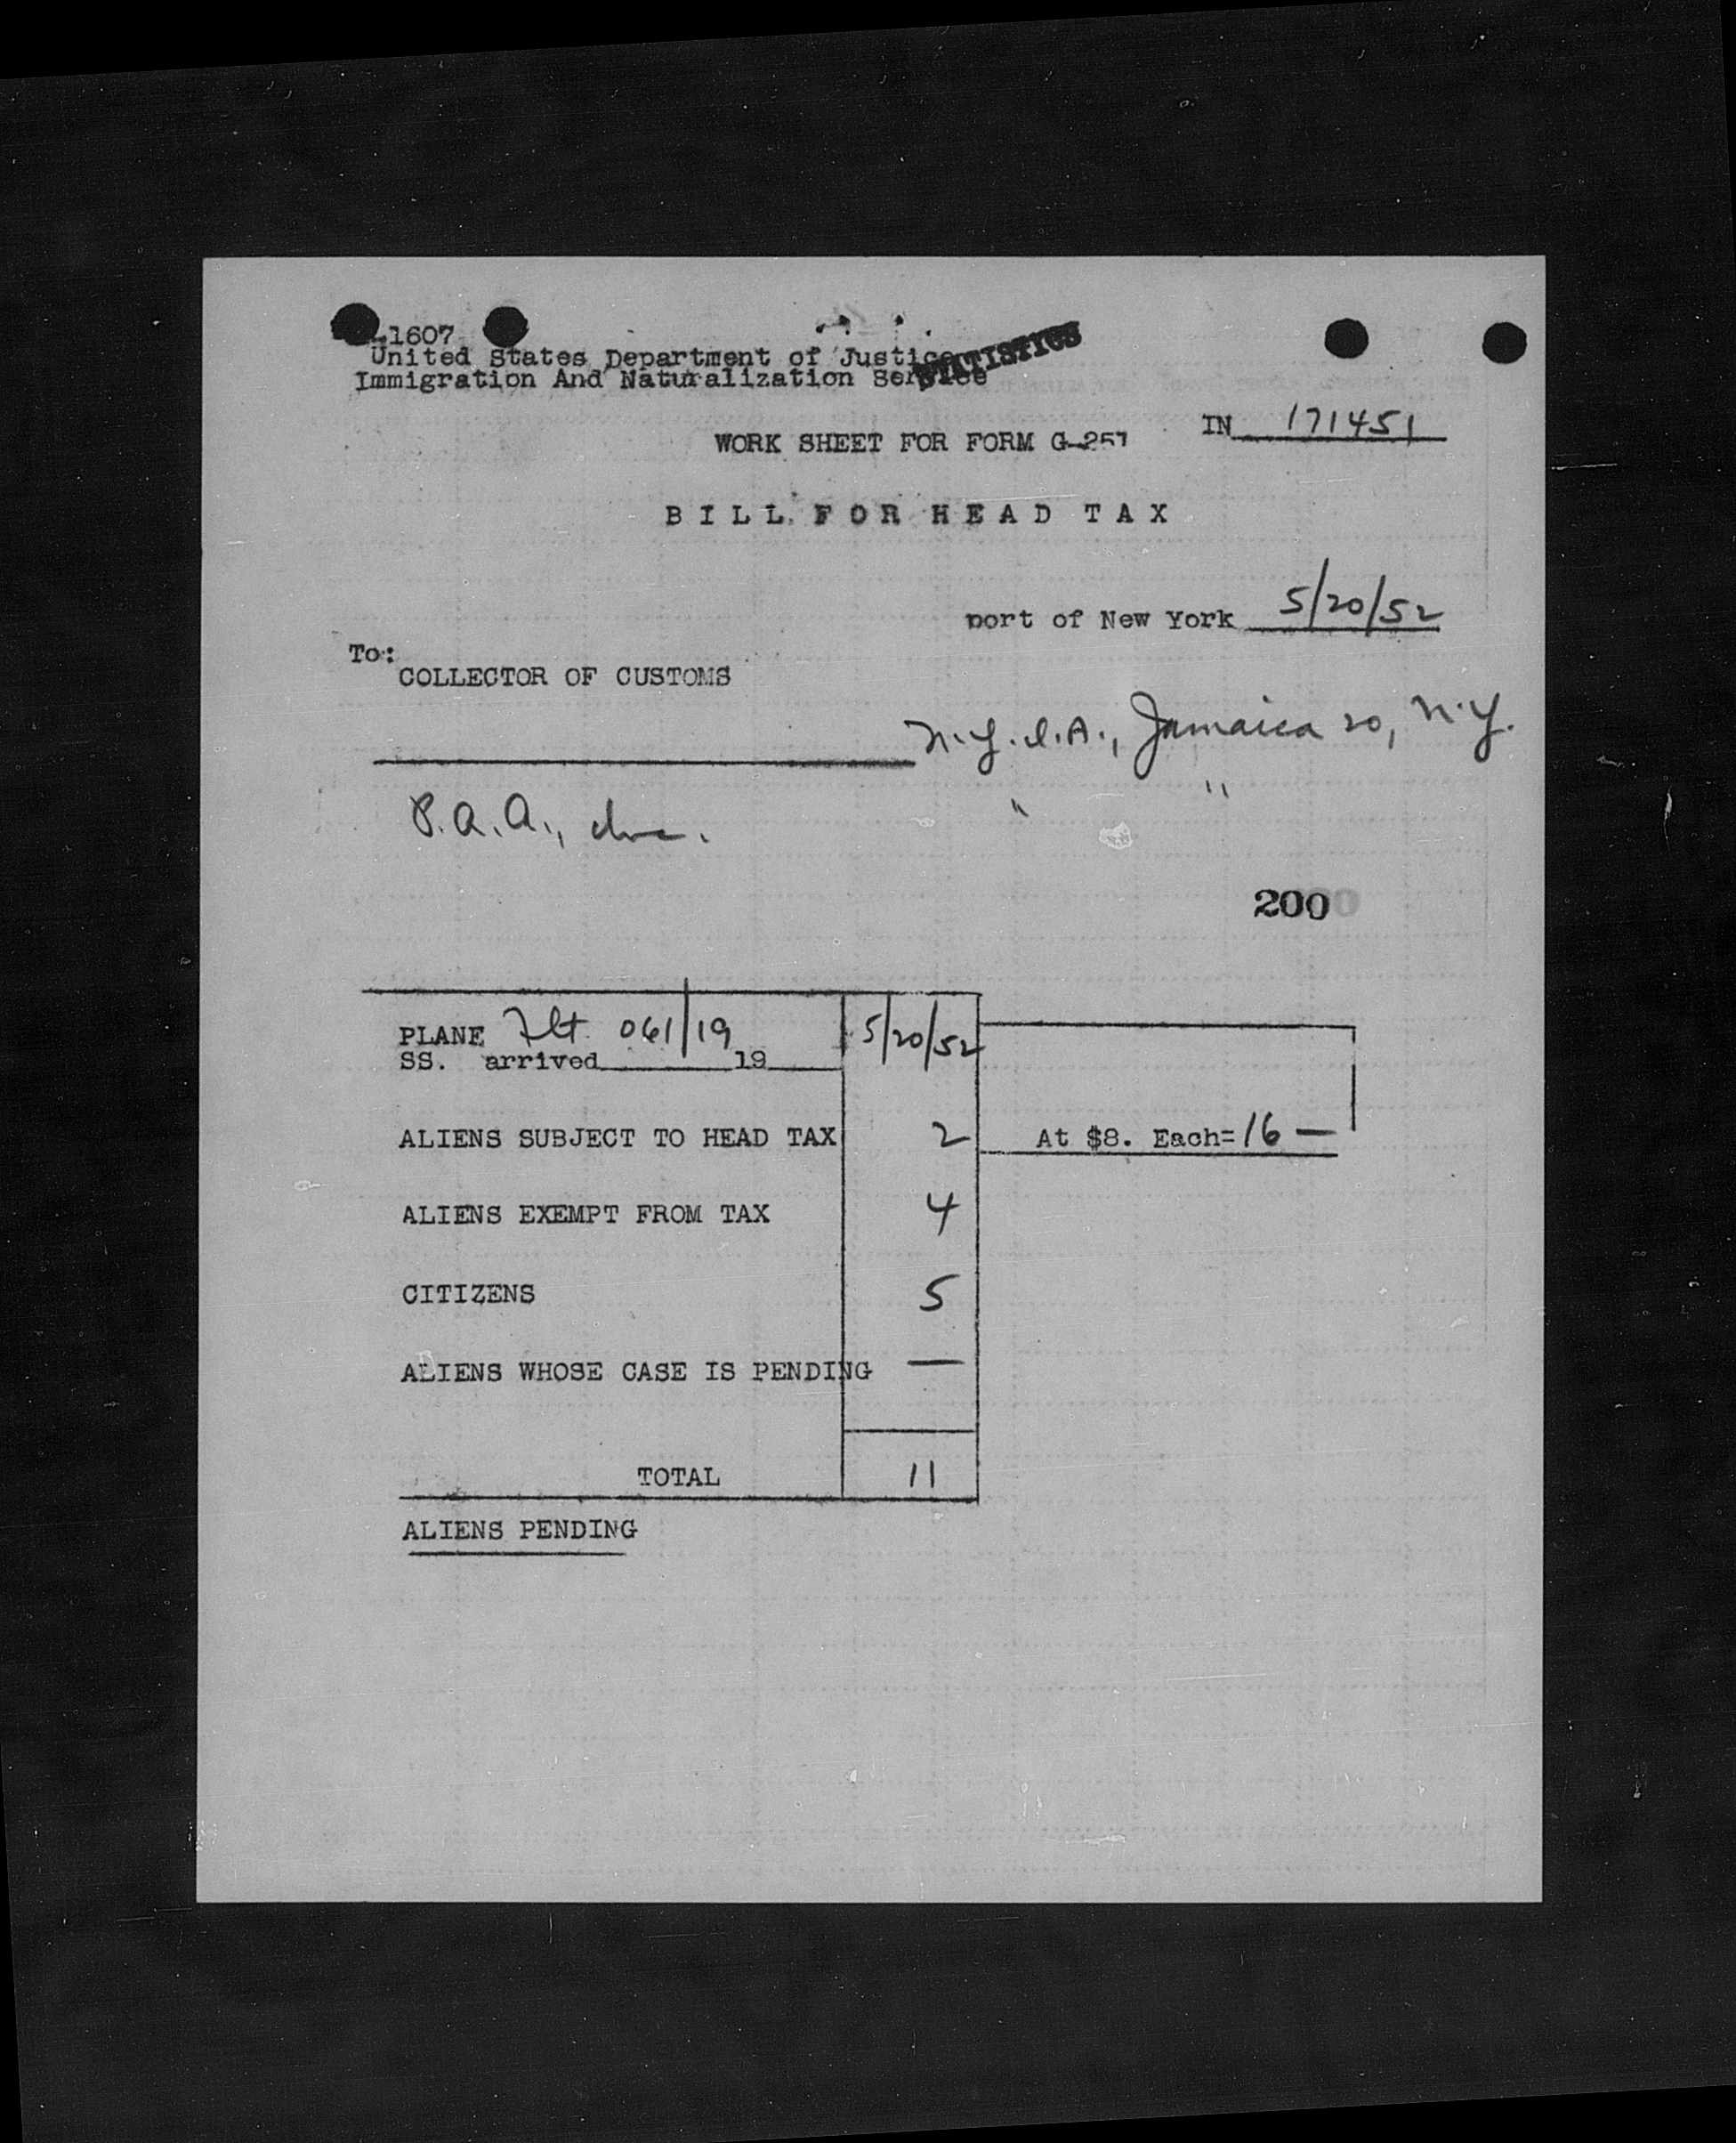 1607
United States Department of Justice
Immigration And Naturalization Service
STATISTICS
IN 171451
WORK SHEET FOR FORM G-257
BILL FOR HEAD TAX
port of New York 5/20/52
To:
COLLECTOR OF CUSTOMS
N.Y.I.A., Jamaica 20, N.Y.
P.A.A., Inc. " "
200
PLANE Flt. 061/19 5/20/52
SS. arrived 19
ALIENS SUBJECT TO HEAD TAX 2 At $8. Each= 16 —
ALIENS EXEMPT FROM TAX 4
CITIZENS 5
ALIENS WHOSE CASE IS PENDING —
TOTAL 11
ALIENS PENDING